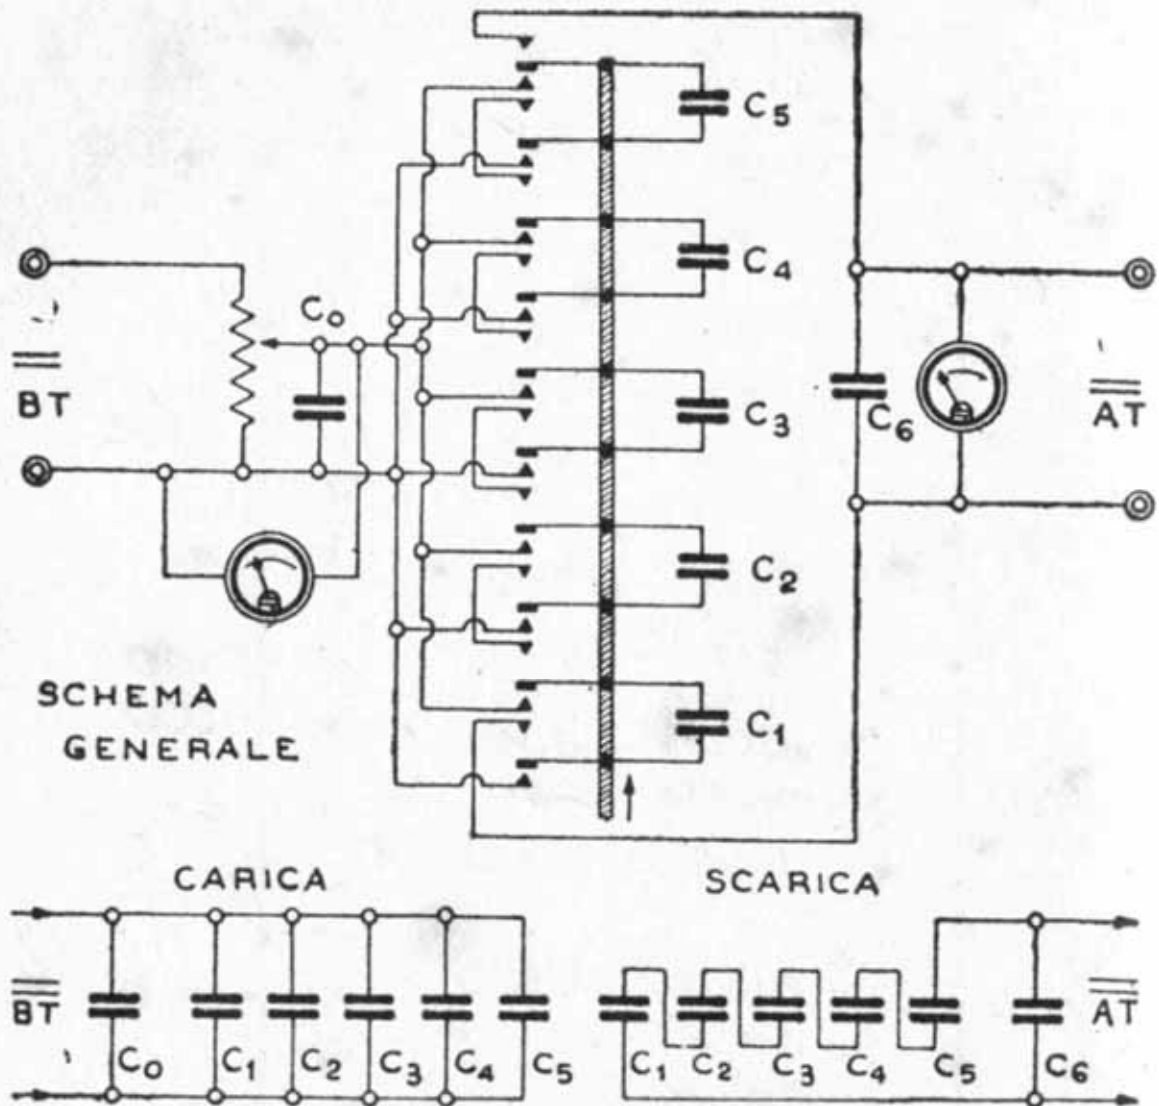 C5
C4
C0
BT
C3
C6
AT
C2
SCHEMA
GENERALE
C1
CARICA
SCARICA
BT
C0 C1 C2 C3 C4 C5
C1 C2 C3 C4 C5 C6
AT